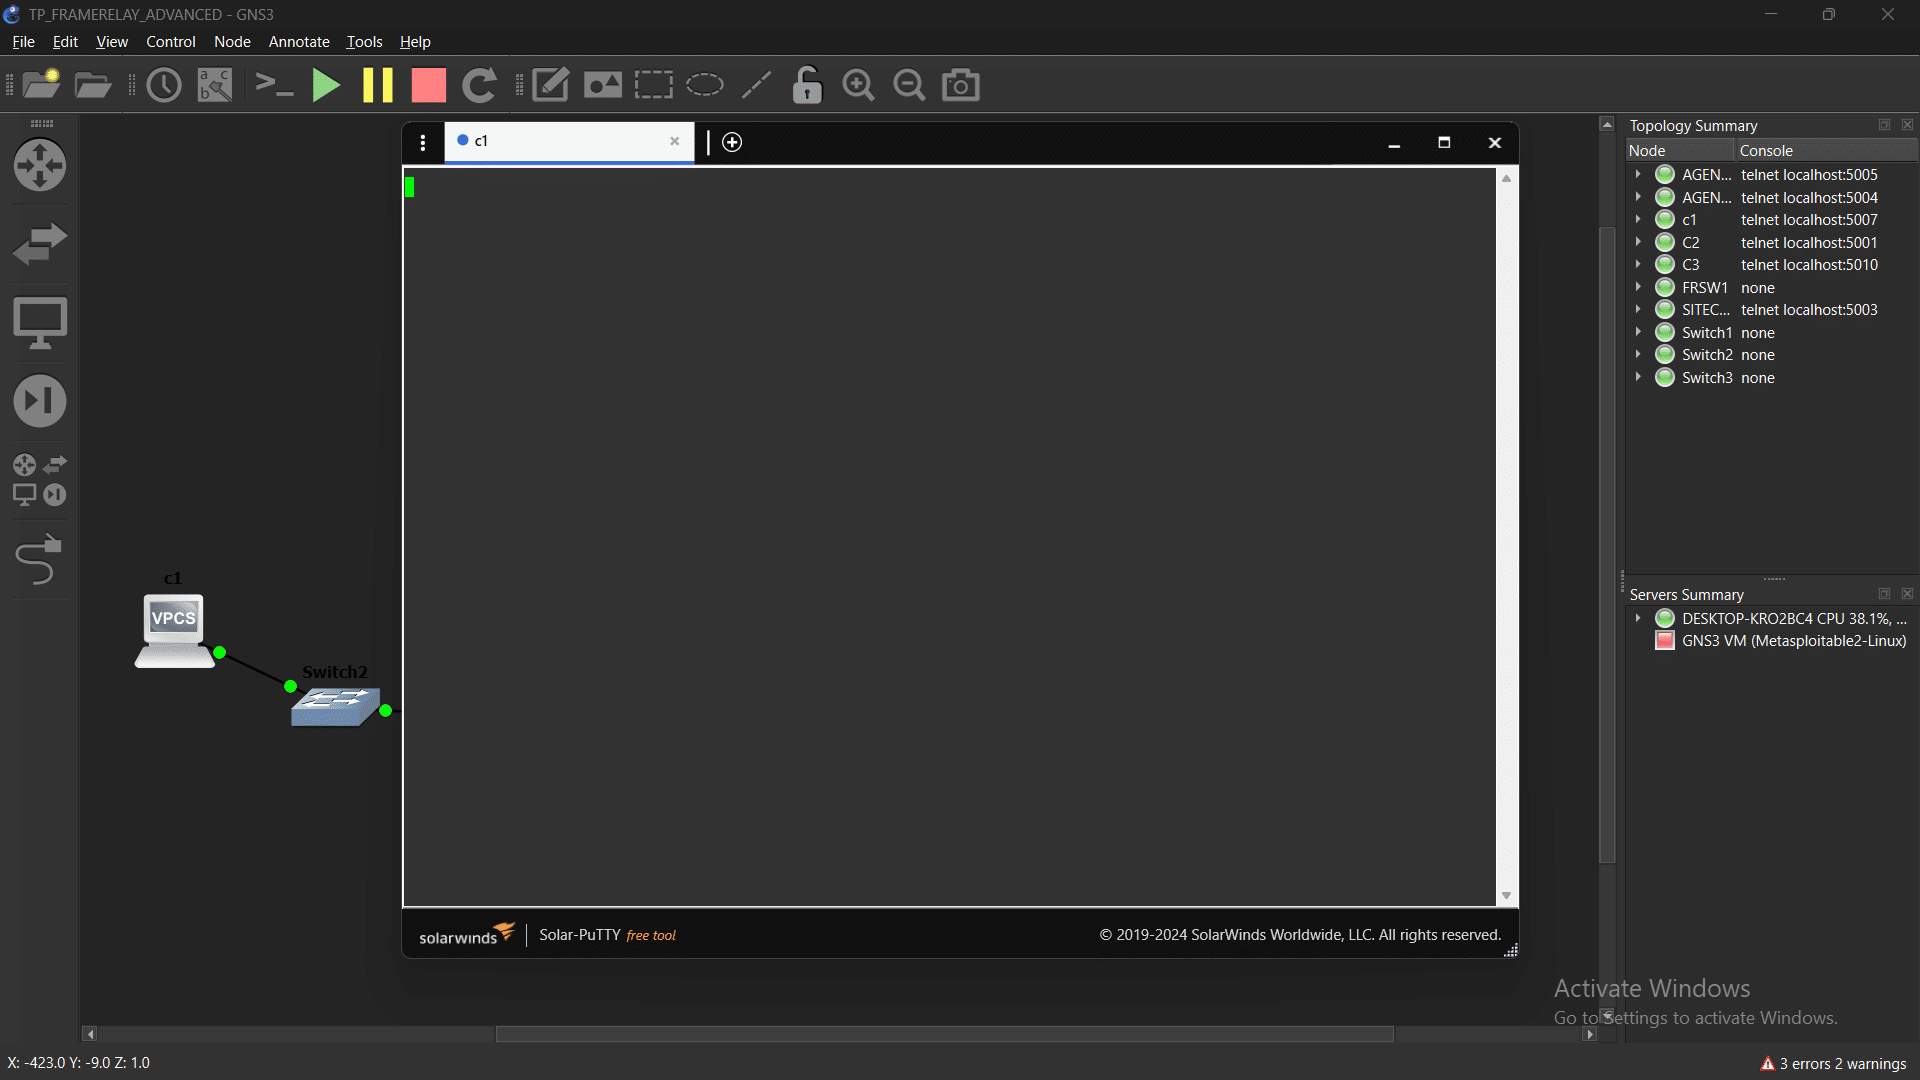 TP_FRAMERELAY_ADVANCED - GNS3
File Edit View Control Node Annotate Tools Help
a c
b
c1
Topology Summary
Node Console
AGEN... telnet localhost:5005
AGEN... telnet localhost:5004
c1 telnet localhost:5007
C2 telnet localhost:5001
C3 telnet localhost:5010
FRSW1 none
SITEC... telnet localhost:5003
Switch1 none
Switch2 none
Switch3 none
c1
VPCS
Switch2
Servers Summary
DESKTOP-KRO2BC4 CPU 38.1%, ...
GNS3 VM (Metasploitable2-Linux)
solarwinds Solar-PuTTY free tool © 2019-2024 SolarWinds Worldwide, LLC. All rights reserved.
Activate Windows
Go to Settings to activate Windows.
X: -423.0 Y: -9.0 Z: 1.0 3 errors 2 warnings